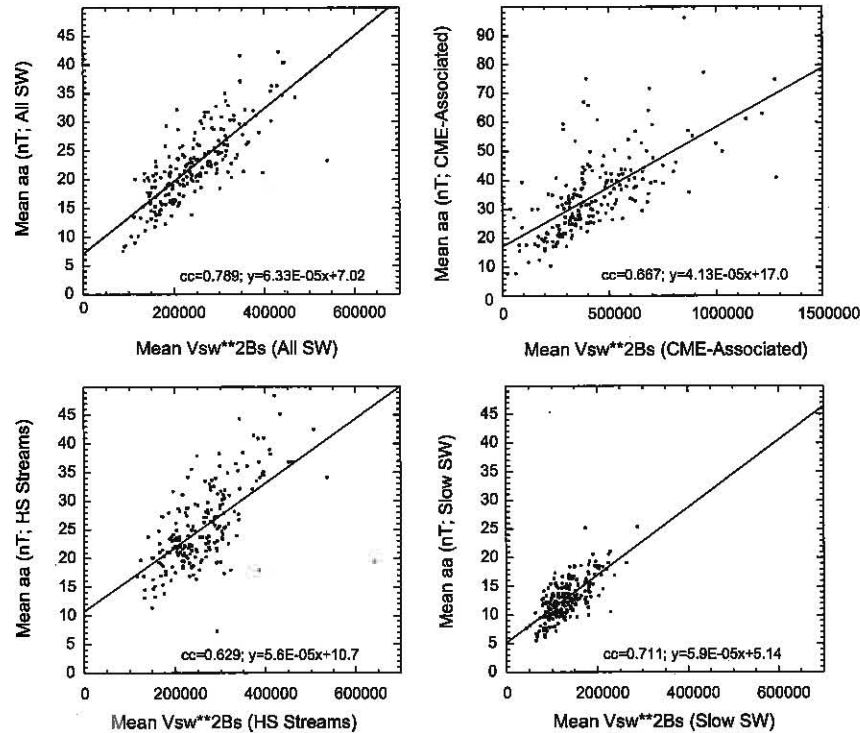 50
45
40
35
30
25
20
15
10
5
0
Mean aa (nT; All SW)
cc=0.789; y=6.33E-05x+7.02
0 200000 400000 600000
Mean Vsw**2Bs (All SW)
90
80
70
60
50
40
30
20
10
0
Mean aa (nT; CME-Associated)
cc=0.667; y=4.13E-05x+17.0
0 500000 1000000 1500000
Mean Vsw**2Bs (CME-Associated)
45
40
35
30
25
20
15
10
5
0
Mean aa (nT; HS Streams)
cc=0.629; y=5.6E-05x+10.7
0 200000 400000 600000
Mean Vsw**2Bs (HS Streams)
45
40
35
30
25
20
15
10
5
0
Mean aa (nT; Slow SW)
cc=0.711; y=5.9E-05x+5.14
0 200000 400000 600000
Mean Vsw**2Bs (Slow SW)